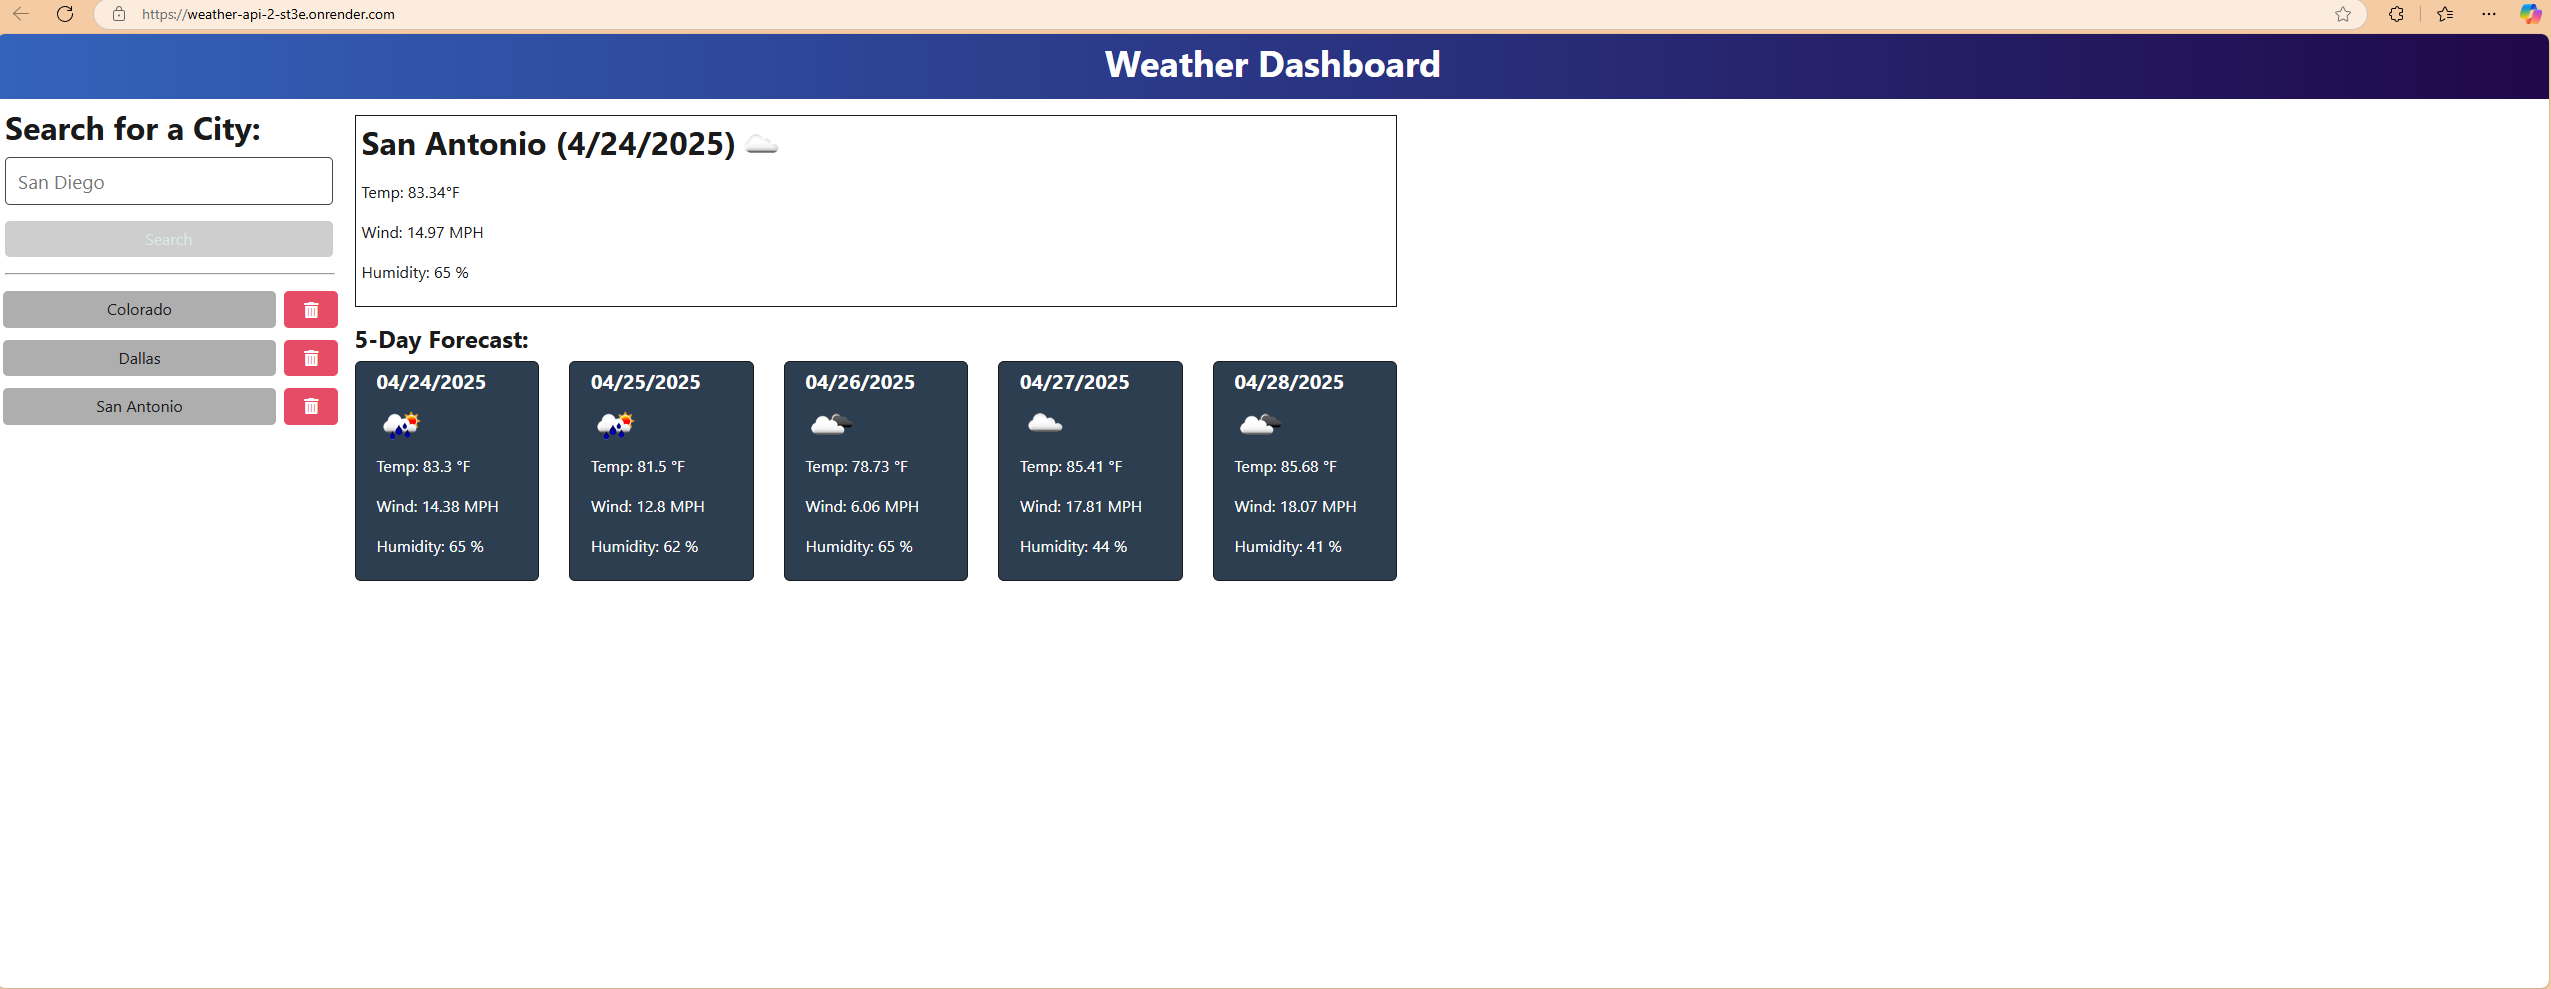 https://weather-api-2-st3e.onrender.com
Weather Dashboard
Search for a City:
San Diego
Search
Colorado
Dallas
San Antonio
San Antonio (4/24/2025)
Temp: 83.34°F
Wind: 14.97 MPH
Humidity: 65 %
5-Day Forecast:
04/24/2025
Temp: 83.3 °F
Wind: 14.38 MPH
Humidity: 65 %
04/25/2025
Temp: 81.5 °F
Wind: 12.8 MPH
Humidity: 62 %
04/26/2025
Temp: 78.73 °F
Wind: 6.06 MPH
Humidity: 65 %
04/27/2025
Temp: 85.41 °F
Wind: 17.81 MPH
Humidity: 44 %
04/28/2025
Temp: 85.68 °F
Wind: 18.07 MPH
Humidity: 41 %